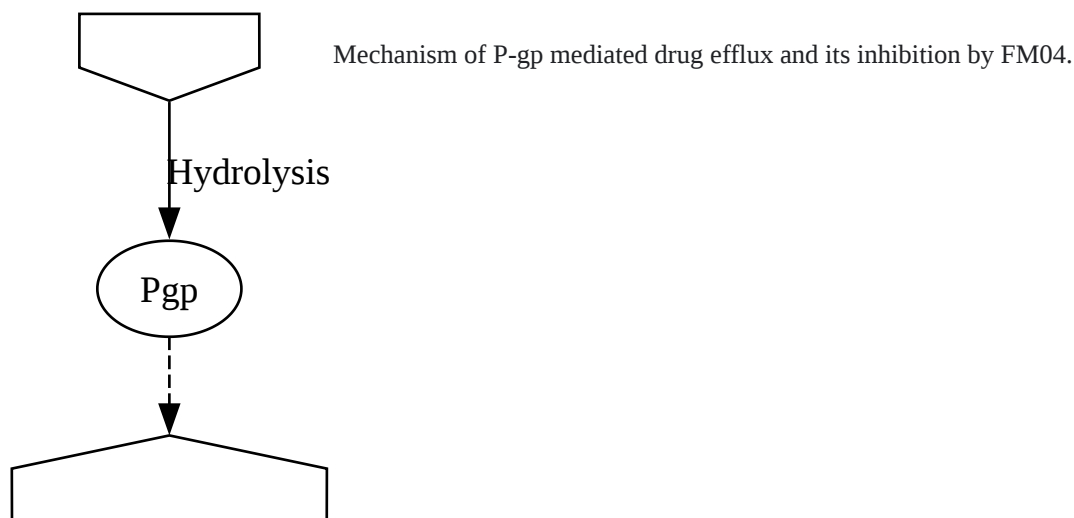 Mechanism of P-gp mediated drug efflux and its inhibition by FM04.
Hydrolysis
Pgp